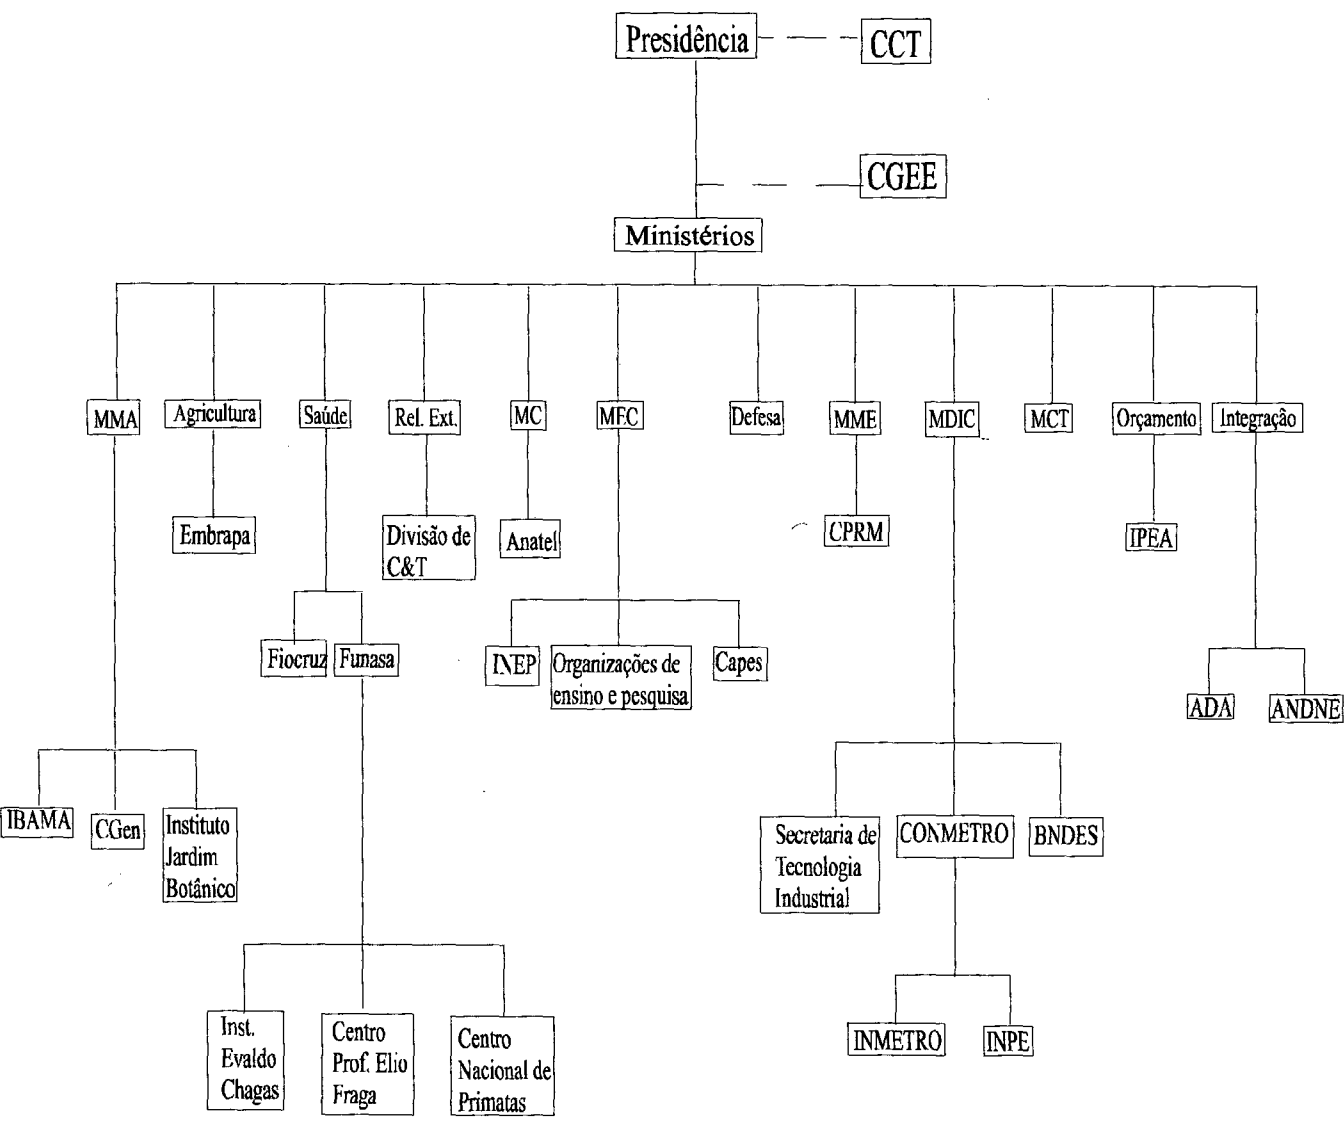 Presidência
CCT
CGEE
Ministérios
MMA
Agricultura
Saúde
Rel. Ext.
MC
MEC
Defesa
MME
MDIC
MCT
Orçamento
Integração
Embrapa
Divisão de
C&T
Anatel
CPRM
IPEA
Fiocruz
Funasa
INEP
Organizações de
ensino e pesquisa
Capes
ADA
ANDNE
IBAMA
CGen
Instituto
Jardim
Botânico
Secretaria de
Tecnologia
Industrial
CONMETRO
BNDES
Inst.
Evaldo
Chagas
Centro
Prof. Elio
Fraga
Centro
Nacional de
Primatas
INMETRO
INPE